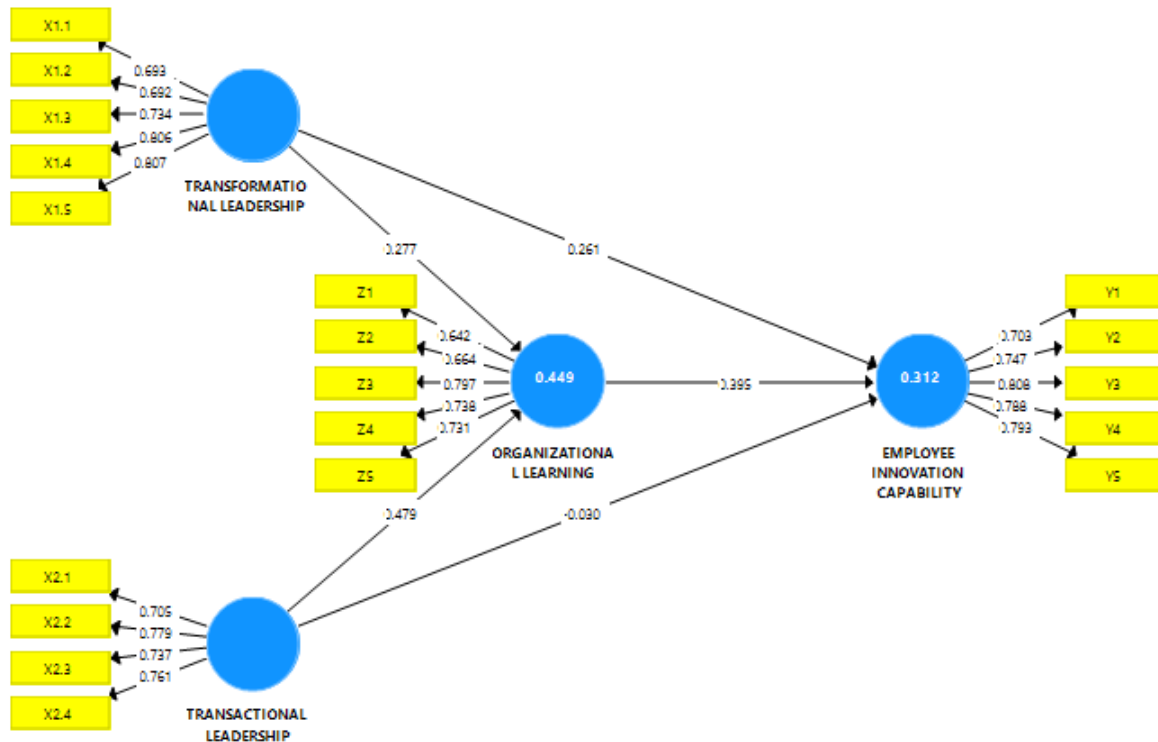 X1.1
X1.2
X1.3
X1.4
X1.5
0.693
0.692
0.734
0.806
0.807
TRANSFORMATIO
NAL LEADERSHIP
0.277
0.261
Z1
Z2
Z3
Z4
Z5
0.642
0.664
0.797
0.738
0.731
0.449
ORGANIZATIONA
L LEARNING
0.395
0.312
EMPLOYEE
INNOVATION
CAPABILITY
0.703
0.747
0.808
0.788
0.793
Y1
Y2
Y3
Y4
Y5
0.479
-0.030
X2.1
X2.2
X2.3
X2.4
0.705
0.779
0.737
0.761
TRANSACTIONAL
LEADERSHIP